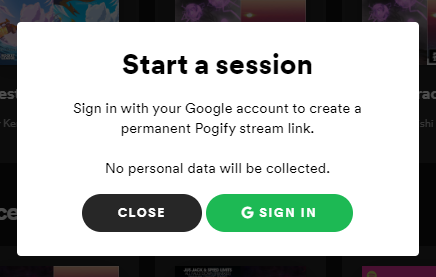 Start a session
Sign in with your Google account to create a
permanent Pogify stream link.
No personal data will be collected.
CLOSE
SIGN IN